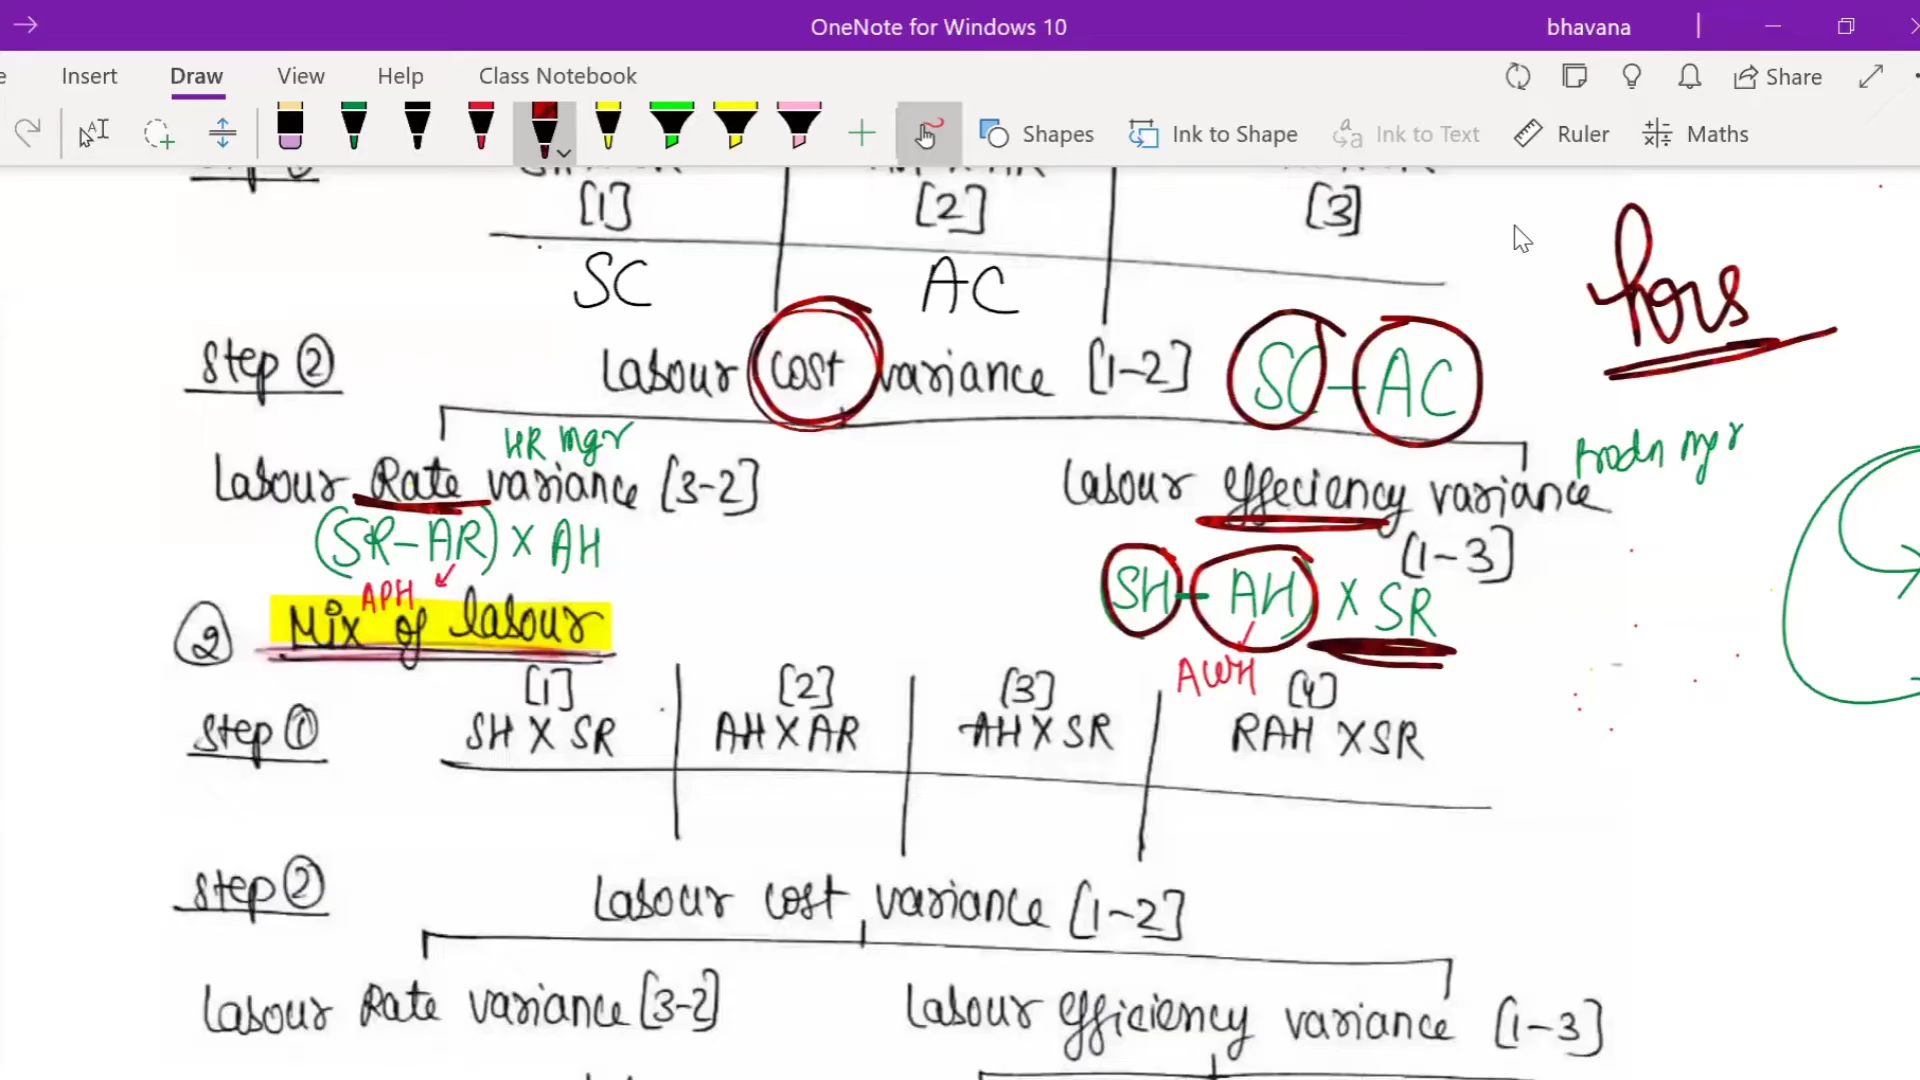 OneNote for Windows 10
bhavana
Insert Draw View Help Class Notebook
Share
Shapes Ink to Shape Ink to Text Ruler Maths
[1] [2] [3]
SC AC
hors
Step ② Labour cost variance [1-2] SC-AC
HR mgr
Prodn mgr
Labour Rate variance [3-2] Labour effeciency variance
(SR-AR) X AH [1-3]
APH
SH-AH) X SR
② Mix of labour
AWH
[1] [2] [3] [4]
Step ① SH X SR AH X AR AH X SR RAH X SR
Step ② Labour cost variance [1-2]
Labour Rate variance [3-2] Labour efficiency variance [1-3]